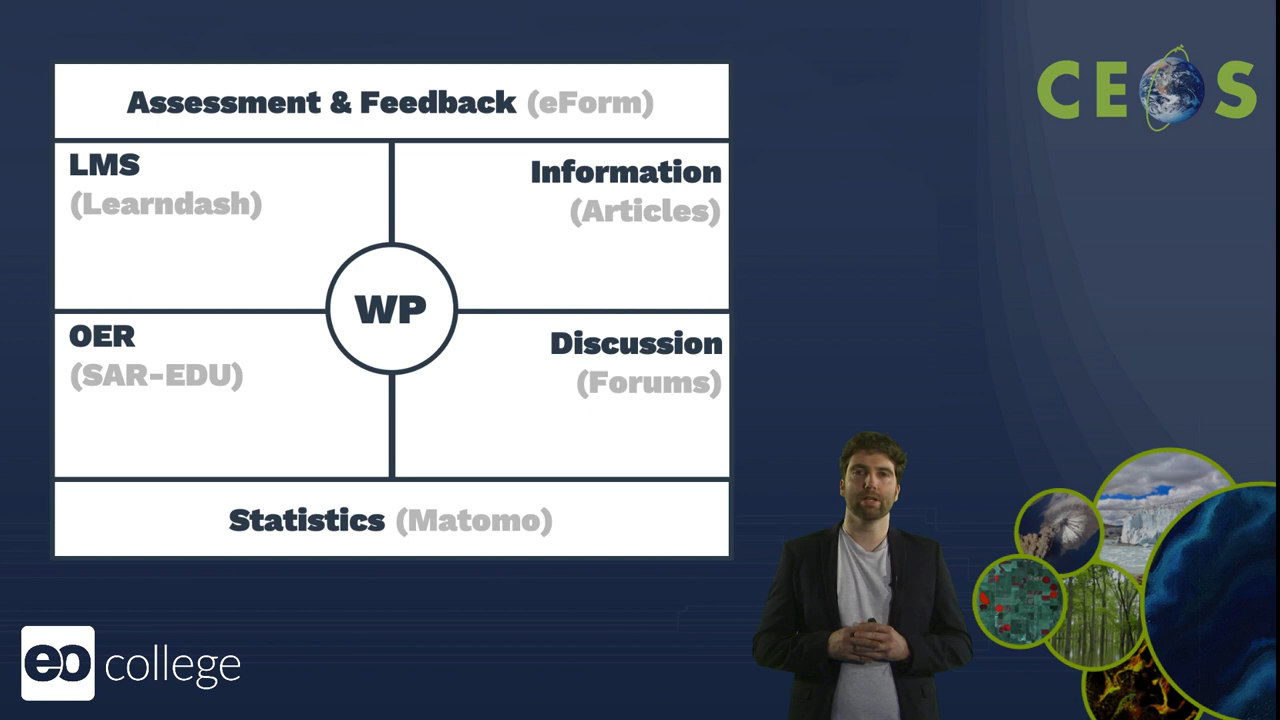 CEOS
Assessment & Feedback (eForm)
LMS
(Learndash)
Information
(Articles)
WP
OER
(SAR-EDU)
Discussion
(Forums)
Statistics (Matomo)
eo college